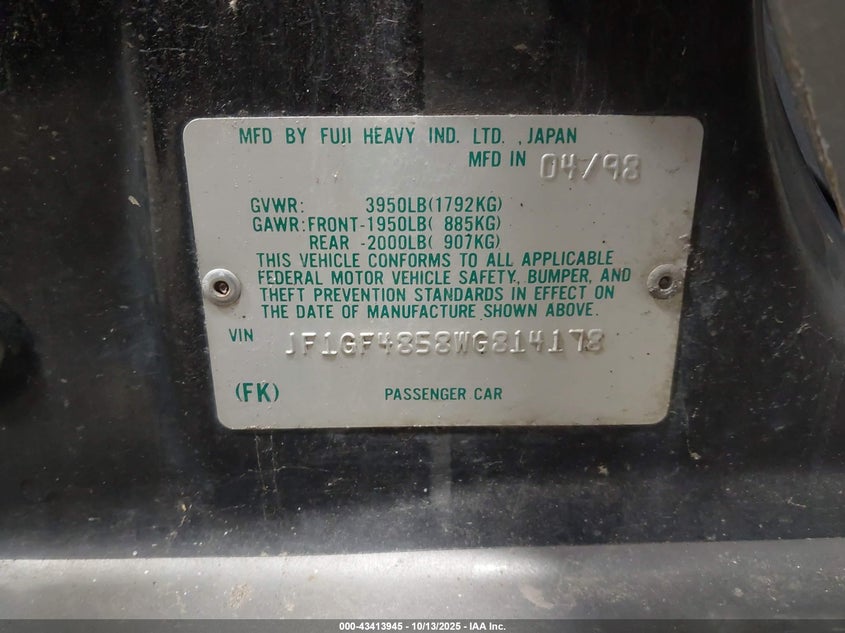 MFD BY FUJI HEAVY IND. LTD. , JAPAN
MFD IN 04/98
GVWR: 3950LB(1792KG)
GAWR:FRONT-1950LB( 885KG)
REAR -2000LB( 907KG)
THIS VEHICLE CONFORMS TO ALL APPLICABLE
FEDERAL MOTOR VEHICLE SAFETY, BUMPER, AND
THEFT PREVENTION STANDARDS IN EFFECT ON
THE DATE OF MANUFACTURE SHOWN ABOVE.
VIN JF1GF4858WG814178
(FK) PASSENGER CAR
000-43413945 - 10/13/2025 - IAA Inc.